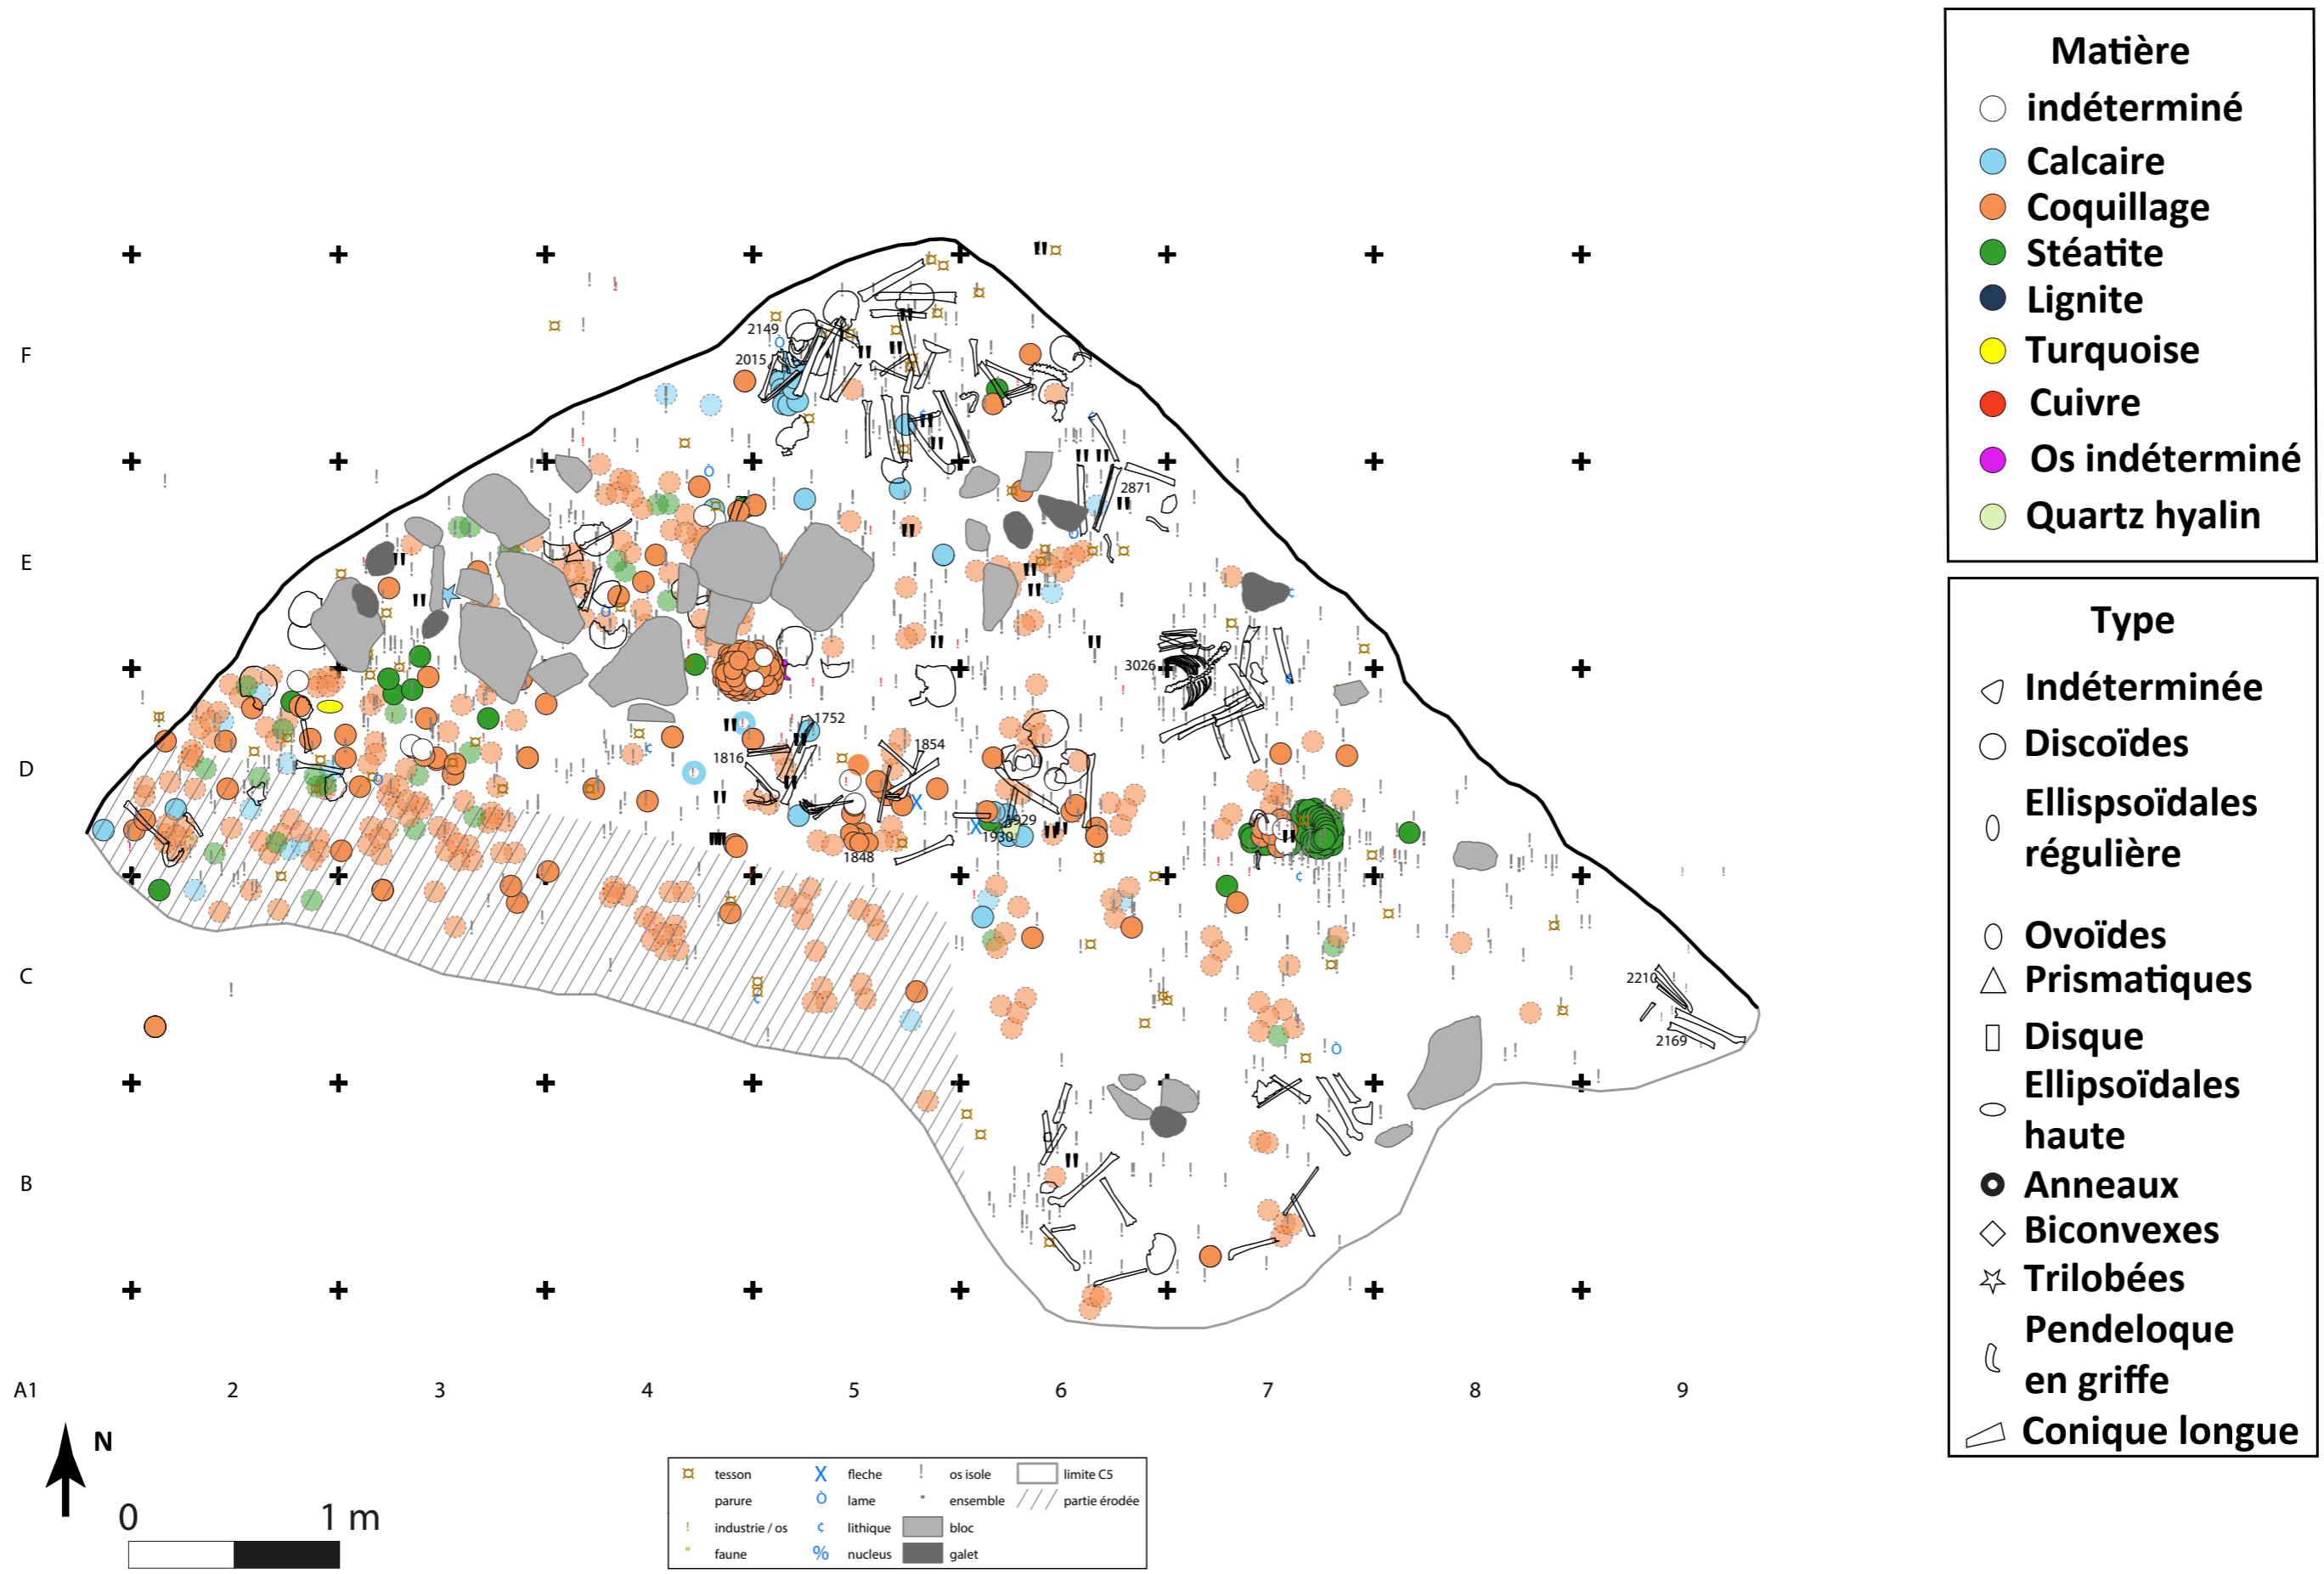 Matière
indéterminé
Calcaire
Coquillage
Stéatite
Lignite
Turquoise
Cuivre
Os indéterminé
Quartz hyalin
Type
Indéterminée
Discoïdes
Ellispsoïdales
régulière
Ovoïdes
Prismatiques
Disque
Ellipsoïdales
haute
Anneaux
Biconvexes
Trilobées
Pendeloque
en griffe
Conique longue
F
E
D
C
B
A1 2 3 4 5 6 7 8 9
2149
2015
2871
3026
1752
1816
1854
1929
1930
1848
2210
2169
N
0 1 m
tesson
parure
industrie / os
faune
fleche
lame
lithique
nucleus
os isole
ensemble
bloc
galet
limite C5
partie érodée